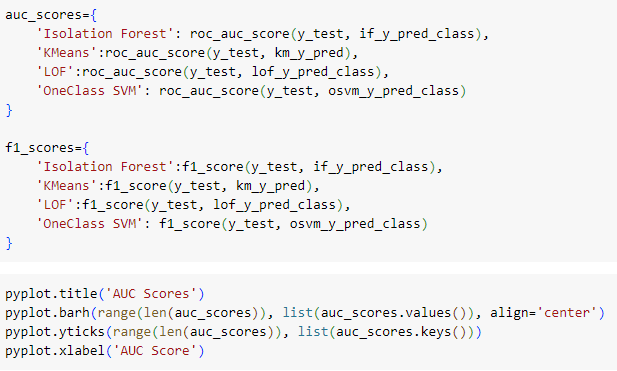 auc_scores={
    'Isolation Forest': roc_auc_score(y_test, if_y_pred_class),
    'KMeans':roc_auc_score(y_test, km_y_pred),
    'LOF':roc_auc_score(y_test, lof_y_pred_class),
    'OneClass SVM': roc_auc_score(y_test, osvm_y_pred_class)
}
f1_scores={
    'Isolation Forest':f1_score(y_test, if_y_pred_class),
    'KMeans':f1_score(y_test, km_y_pred),
    'LOF':f1_score(y_test, lof_y_pred_class),
    'OneClass SVM': f1_score(y_test, osvm_y_pred_class)
}
pyplot.title('AUC Scores')
pyplot.barh(range(len(auc_scores)), list(auc_scores.values()), align='center')
pyplot.yticks(range(len(auc_scores)), list(auc_scores.keys()))
pyplot.xlabel('AUC Score')